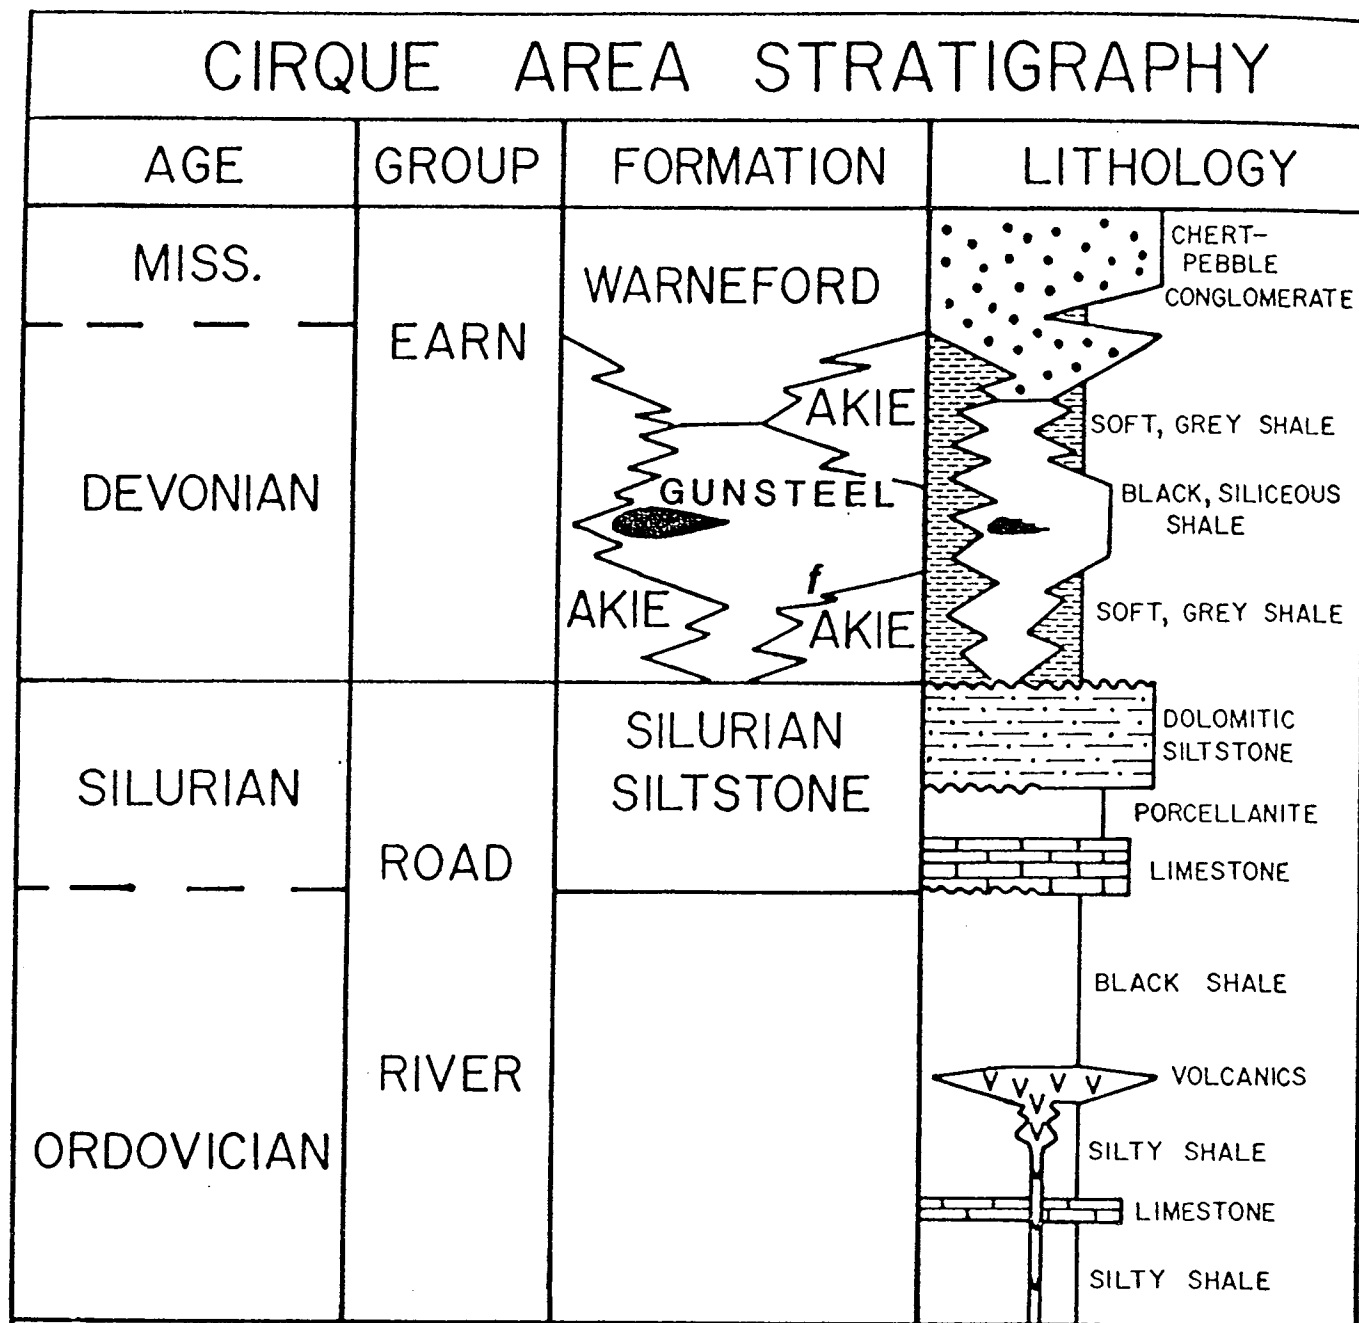 CIRQUE AREA STRATIGRAPHY
AGE GROUP FORMATION LITHOLOGY
MISS.
DEVONIAN
SILURIAN
ORDOVICIAN
EARN
ROAD
RIVER
WARNEFORD
AKIE
GUNSTEEL
f
AKIE
AKIE
SILURIAN
SILTSTONE
CHERT-
PEBBLE
CONGLOMERATE
SOFT, GREY SHALE
BLACK, SILICEOUS
SHALE
SOFT, GREY SHALE
DOLOMITIC
SILTSTONE
PORCELLANITE
LIMESTONE
BLACK SHALE
V V V V
V
V
VOLCANICS
SILTY SHALE
LIMESTONE
SILTY SHALE